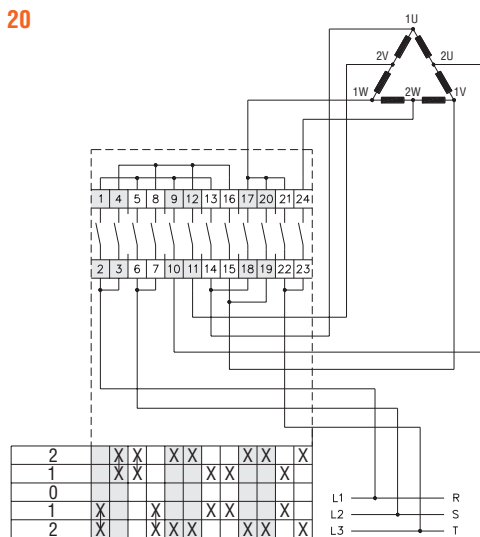 20
1U
2V 2U
1W 2W 1V
1 4 5 8 9 12 13 16 17 20 21 24
2 3 6 7 10 11 14 15 18 19 22 23
2 X X X X X X X
1 X X X X X
0
1 X X X X X
2 X X X X X X X
L1 R
L2 S
L3 T